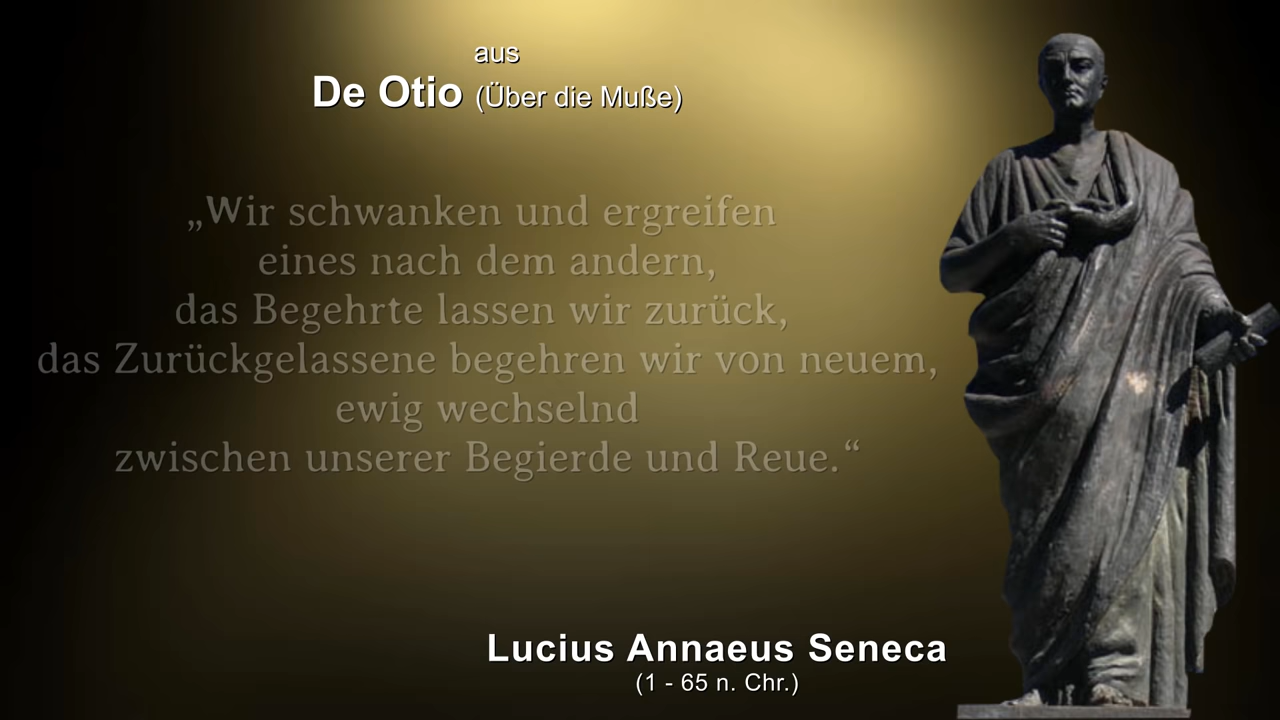 aus
De Otio (Über die Muße)
„Wir schwanken und ergreifen
eines nach dem andern,
das Begehrte lassen wir zurück,
das Zurückgelassene begehren wir von neuem,
ewig wechselnd
zwischen unserer Begierde und Reue.“
Lucius Annaeus Seneca
(1 - 65 n. Chr.)